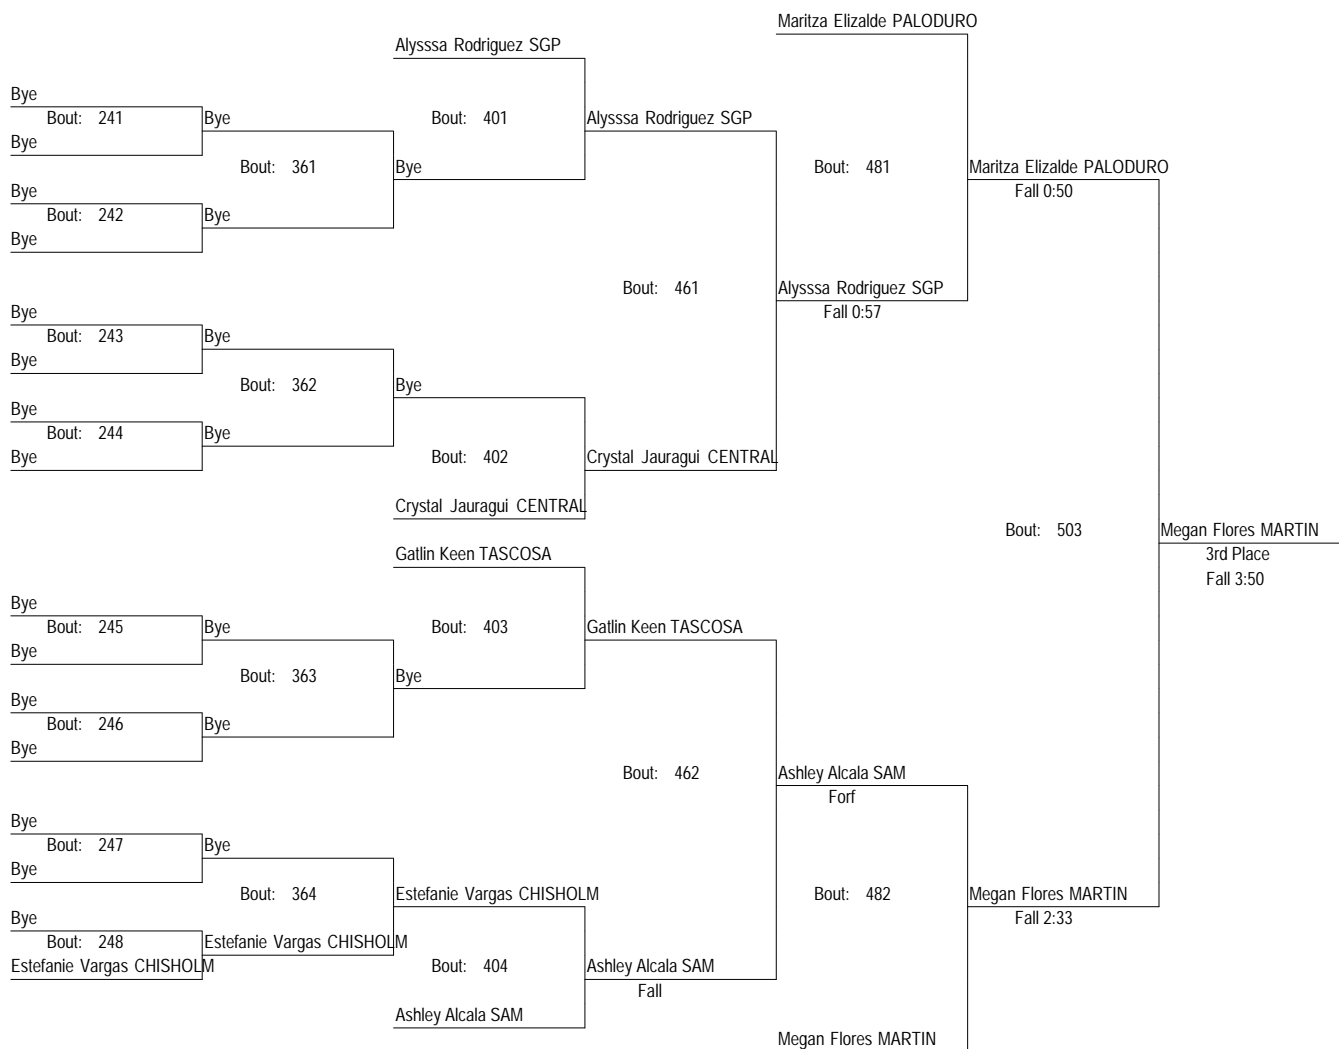 Maritza Elizalde PALODURO
Alysssa Rodriguez SGP
Bye
Bout: 241
Bye
Bout: 401
Alysssa Rodriguez SGP
Bye
Bout: 361
Bye
Bout: 481
Maritza Elizalde PALODURO
Bye
Fall 0:50
Bout: 242
Bye
Bye
Bout: 461
Alysssa Rodriguez SGP
Bye
Fall 0:57
Bout: 243
Bye
Bye
Bout: 362
Bye
Bye
Bout: 244
Bye
Bye
Bout: 402
Crystal Jauragui CENTRAL
Crystal Jauragui CENTRAL
Bout: 503
Megan Flores MARTIN
Gatlin Keen TASCOSA
3rd Place
Fall 3:50
Bye
Bout: 245
Bye
Bout: 403
Gatlin Keen TASCOSA
Bye
Bout: 363
Bye
Bye
Bout: 246
Bye
Bye
Bout: 462
Ashley Alcala SAM
Forf
Bye
Bout: 247
Bye
Bye
Bout: 364
Estefanie Vargas CHISHOLM
Bout: 482
Megan Flores MARTIN
Bye
Fall 2:33
Bout: 248
Estefanie Vargas CHISHOLM
Estefanie Vargas CHISHOLM
Bout: 404
Ashley Alcala SAM
Fall
Ashley Alcala SAM
Megan Flores MARTIN